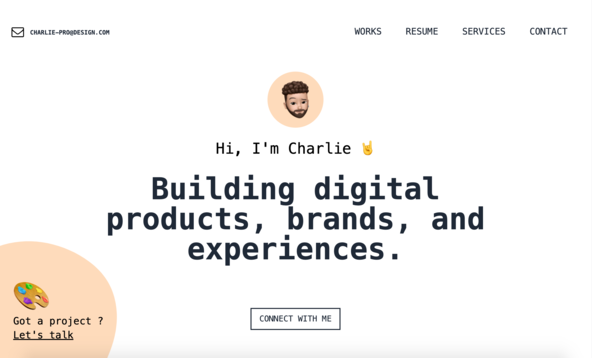 CHARLIE-PRO@DESIGN.COM
WORKS RESUME SERVICES CONTACT
Hi, I'm Charlie 🤘
Building digital
products, brands, and
experiences.
CONNECT WITH ME
Got a project ?
Let's talk